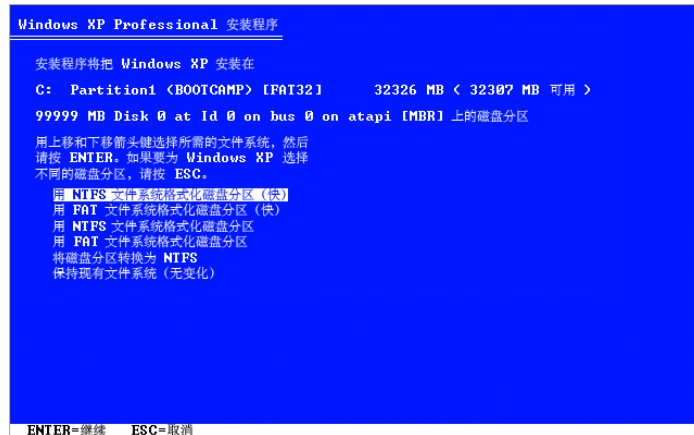 Windows XP Professional 安装程序
安装程序将把 Windows XP 安装在
C: Partition1 (BOOTCAMP) [FAT32] 32326 MB ( 32307 MB 可用 )
99999 MB Disk 0 at Id 0 on bus 0 on atapi [MBR] 上的磁盘分区
用上移和下移箭头键选择所需的文件系统，然后
请按 ENTER。如果要为 Windows XP 选择
不同的磁盘分区，请按 ESC。
用 NTFS 文件系统格式化磁盘分区（快）
用 FAT 文件系统格式化磁盘分区（快）
用 NTFS 文件系统格式化磁盘分区
用 FAT 文件系统格式化磁盘分区
将磁盘分区转换为 NTFS
保持现有文件系统（无变化）
ENTER=继续 ESC=取消